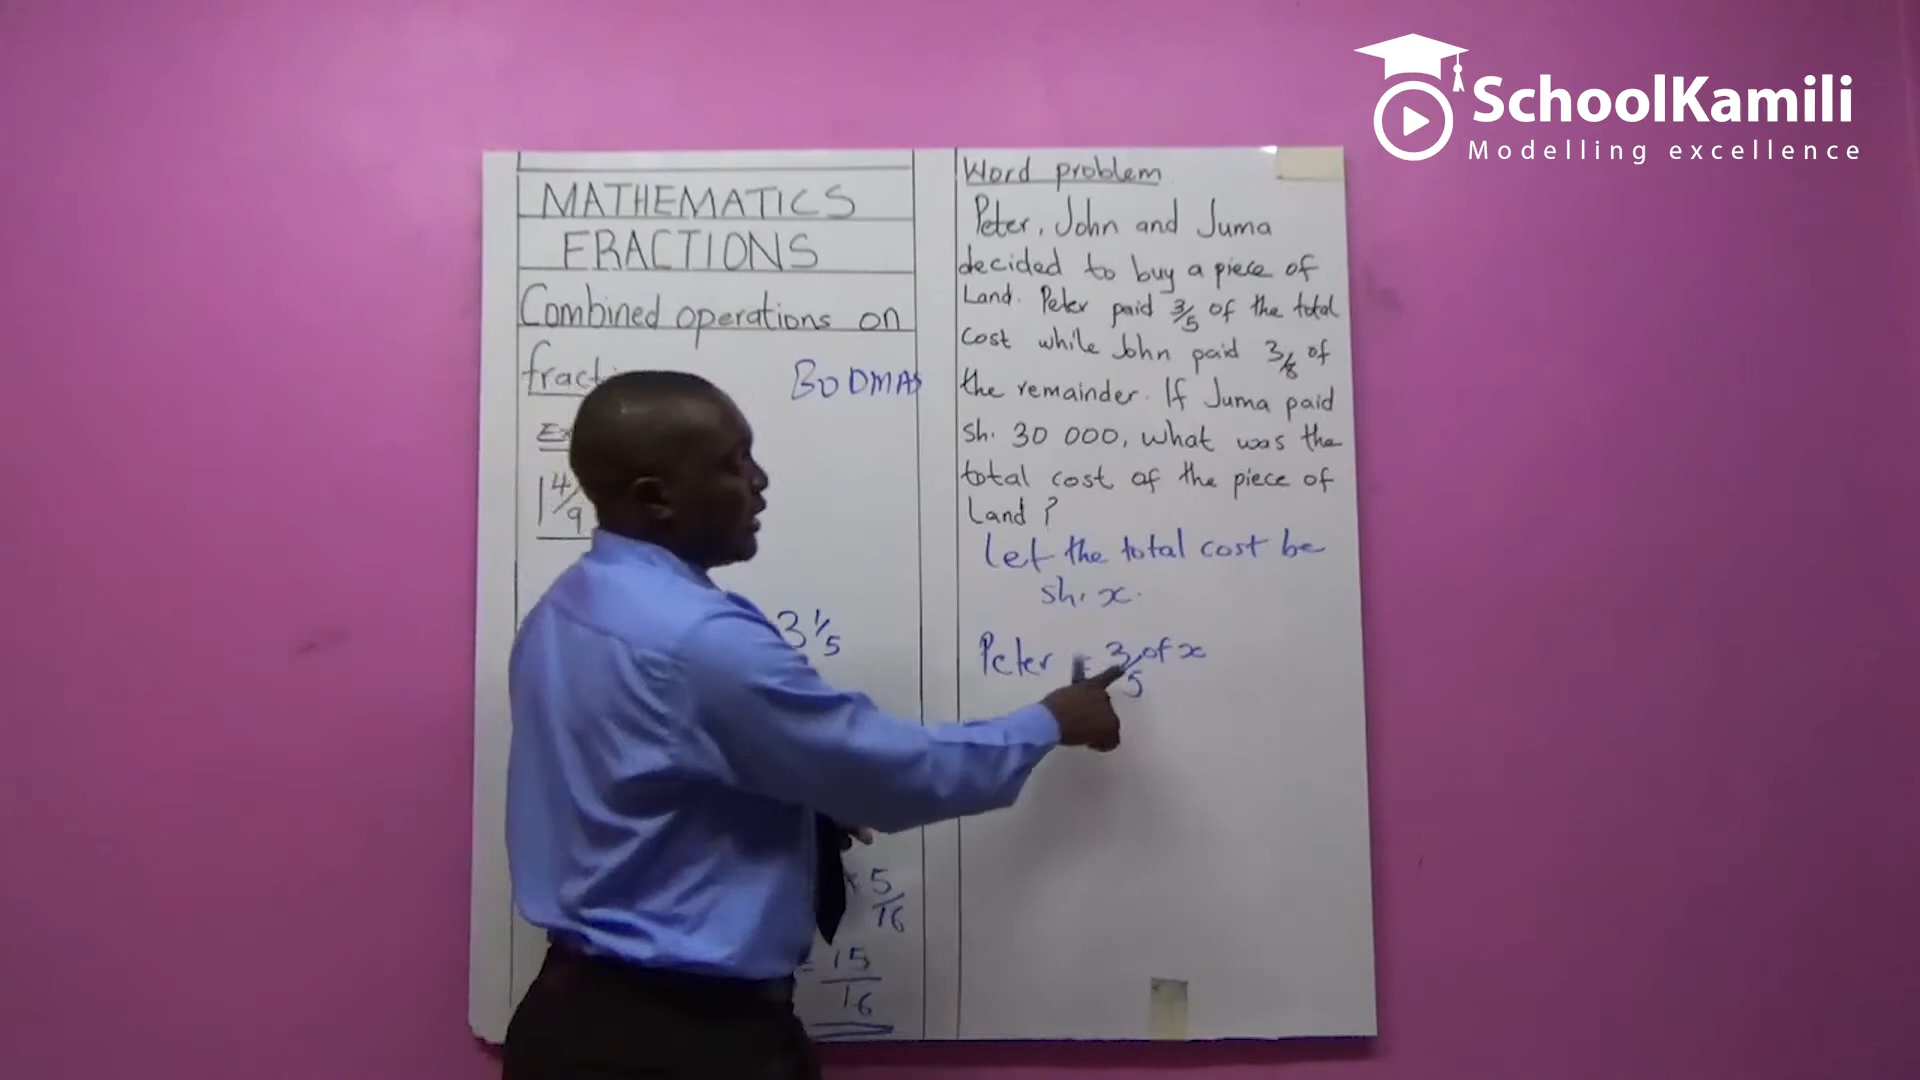 SchoolKamili
Modelling excellence
MATHEMATICS
FRACTIONS
Combined operations on
BODMAS
1 4/9
3 1/5
5/16
= 15/16
Word problem
Peter, John and Juma
decided to buy a piece of
Land. Peter paid 3/5 of the total
cost while John paid 3/8 of
the remainder. If Juma paid
Sh. 30 000, what was the
total cost of the piece of
Land?
Let the total cost be
sh. x.
Peter = 3/5 of x